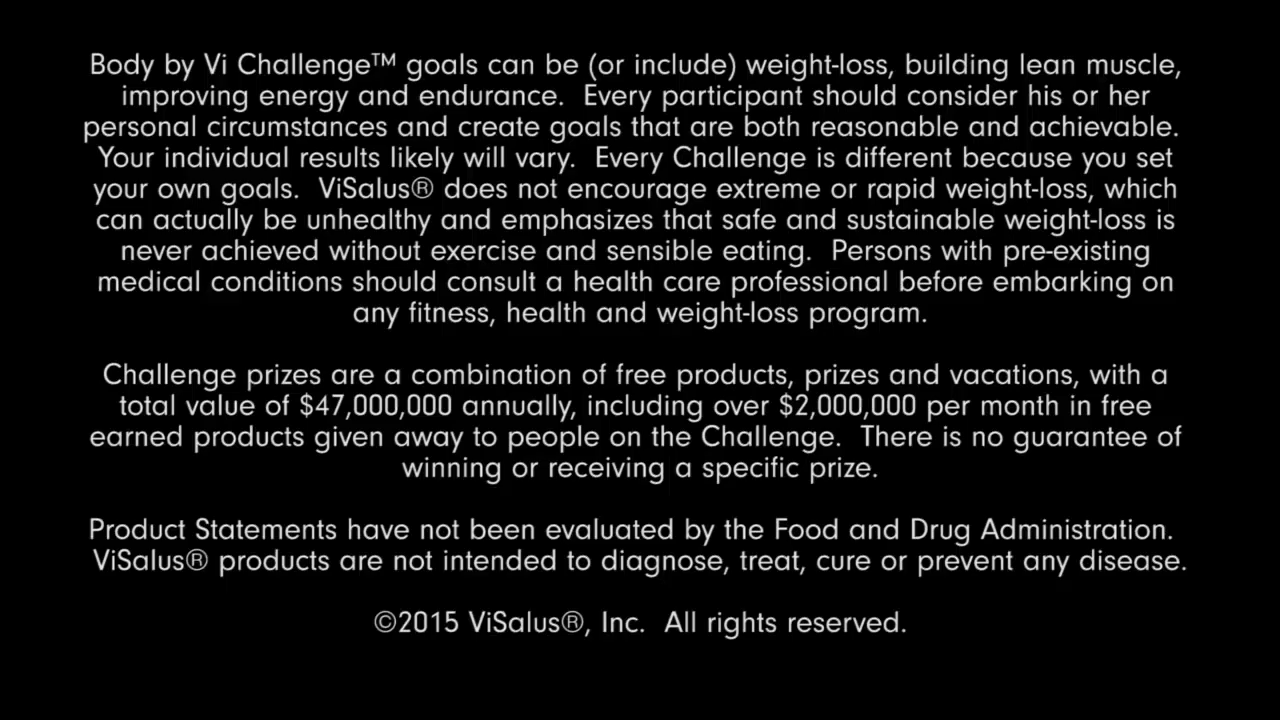 Body by Vi Challenge™ goals can be (or include) weight-loss, building lean muscle,
improving energy and endurance.  Every participant should consider his or her
personal circumstances and create goals that are both reasonable and achievable.
Your individual results likely will vary.  Every Challenge is different because you set
your own goals.  ViSalus® does not encourage extreme or rapid weight-loss, which
can actually be unhealthy and emphasizes that safe and sustainable weight-loss is
never achieved without exercise and sensible eating.  Persons with pre-existing
medical conditions should consult a health care professional before embarking on
any fitness, health and weight-loss program.
Challenge prizes are a combination of free products, prizes and vacations, with a
total value of $47,000,000 annually, including over $2,000,000 per month in free
earned products given away to people on the Challenge.  There is no guarantee of
winning or receiving a specific prize.
Product Statements have not been evaluated by the Food and Drug Administration.
ViSalus® products are not intended to diagnose, treat, cure or prevent any disease.
©2015 ViSalus®, Inc.  All rights reserved.